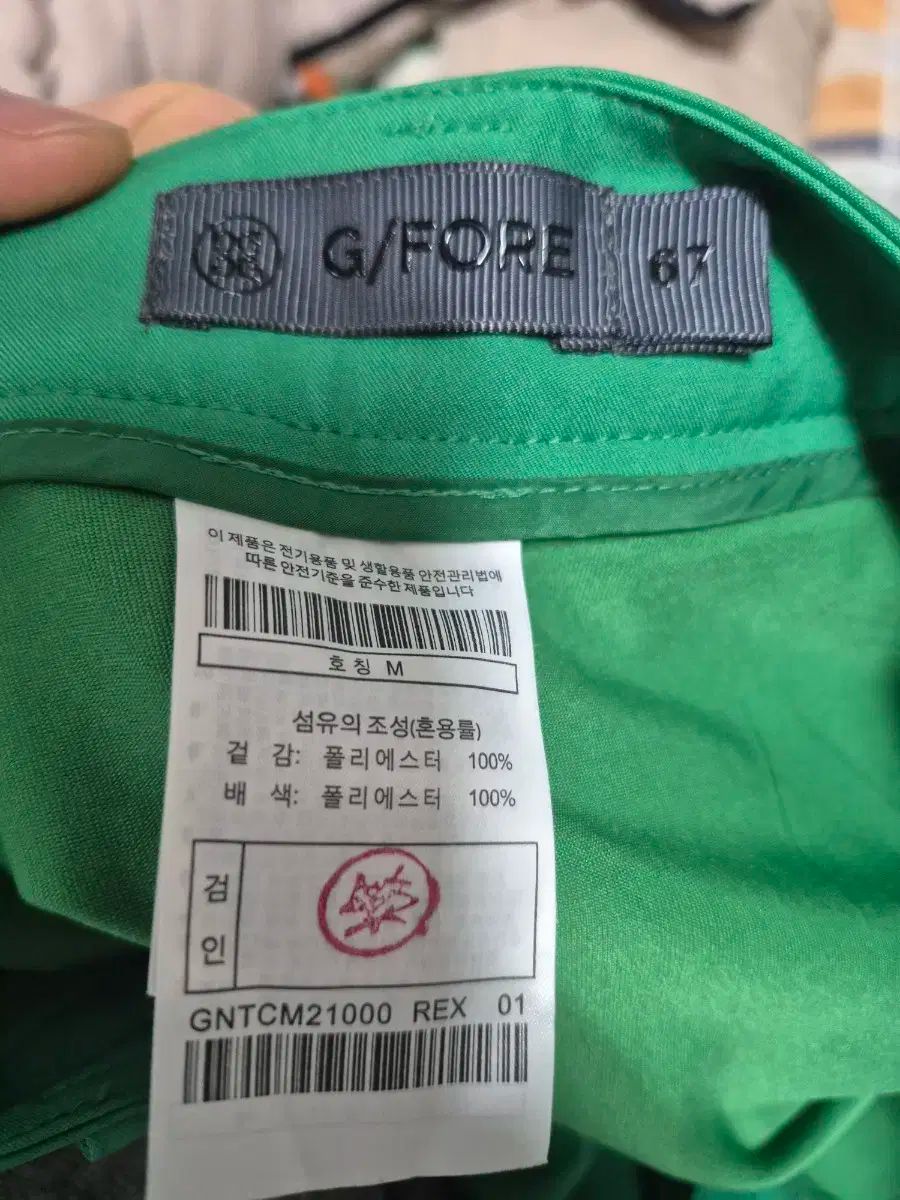 G/FORE 67
이 제품은 전기용품 및 생활용품 안전관리법에
따른 안전기준을 준수한 제품입니다
호칭 M
섬유의 조성(혼용률)
겉 감: 폴리에스터 100%
배 색: 폴리에스터 100%
검
인
GNTCM21000 REX 01